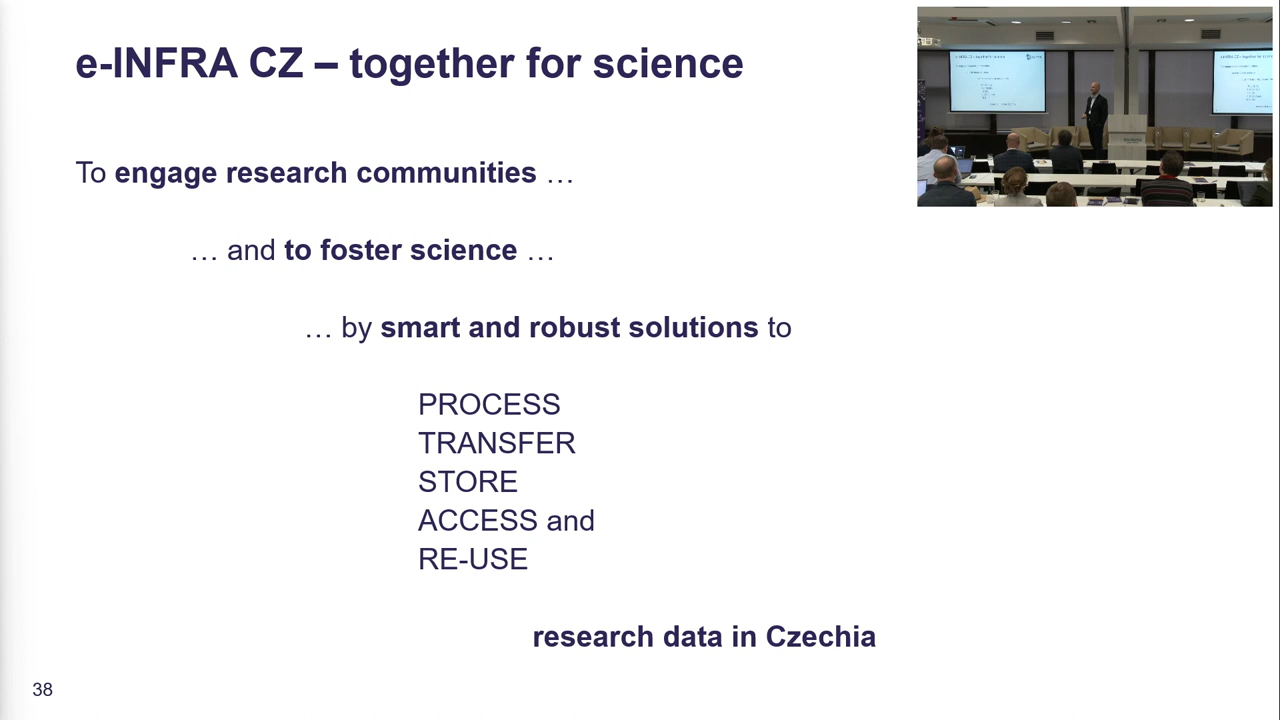 e-INFRA CZ – together for science
To engage research communities …
… and to foster science …
… by smart and robust solutions to
PROCESS
TRANSFER
STORE
ACCESS and
RE-USE
research data in Czechia
38